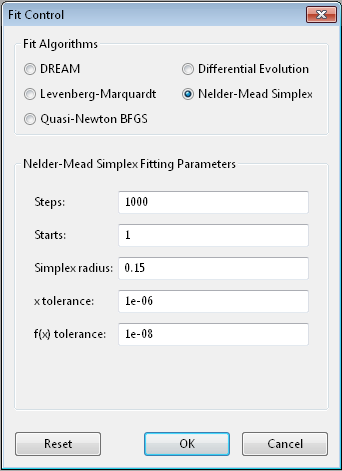 Fit Control
Fit Algorithms
DREAM
Differential Evolution
Levenberg-Marquardt
Nelder-Mead Simplex
Quasi-Newton BFGS
Nelder-Mead Simplex Fitting Parameters
Steps: 1000
Starts: 1
Simplex radius: 0.15
x tolerance: 1e-06
f(x) tolerance: 1e-08
Reset OK Cancel